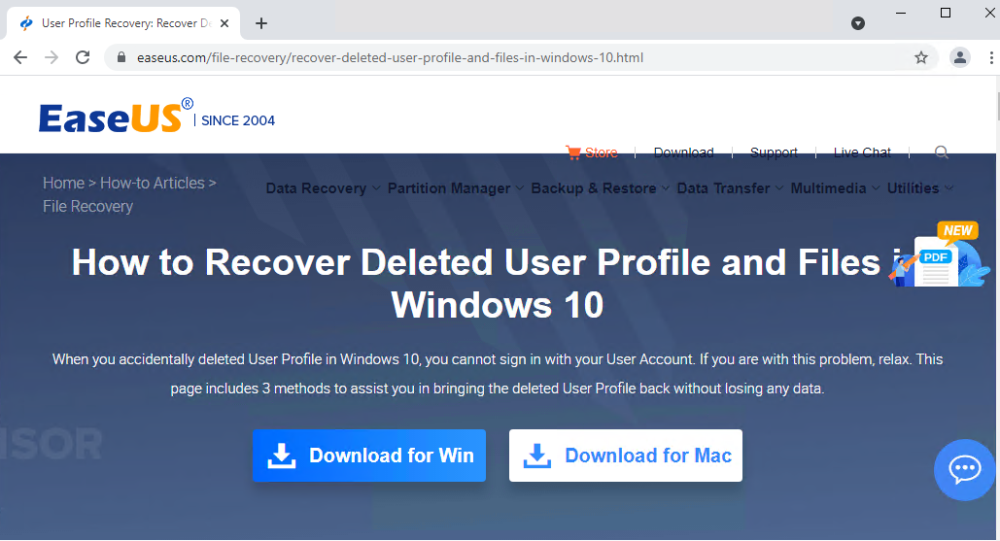 User Profile Recovery: Recover De
easeus.com/file-recovery/recover-deleted-user-profile-and-files-in-windows-10.html
EaseUS® SINCE 2004
Store Download Support Live Chat
Home > How-to Articles >
File Recovery
Data Recovery Partition Manager Backup & Restore Data Transfer Multimedia Utilities
NEW
PDF
How to Recover Deleted User Profile and Files i
Windows 10
When you accidentally deleted User Profile in Windows 10, you cannot sign in with your User Account. If you are with this problem, relax. This
page includes 3 methods to assist you in bringing the deleted User Profile back without losing any data.
ISOR
Download for Win
Download for Mac